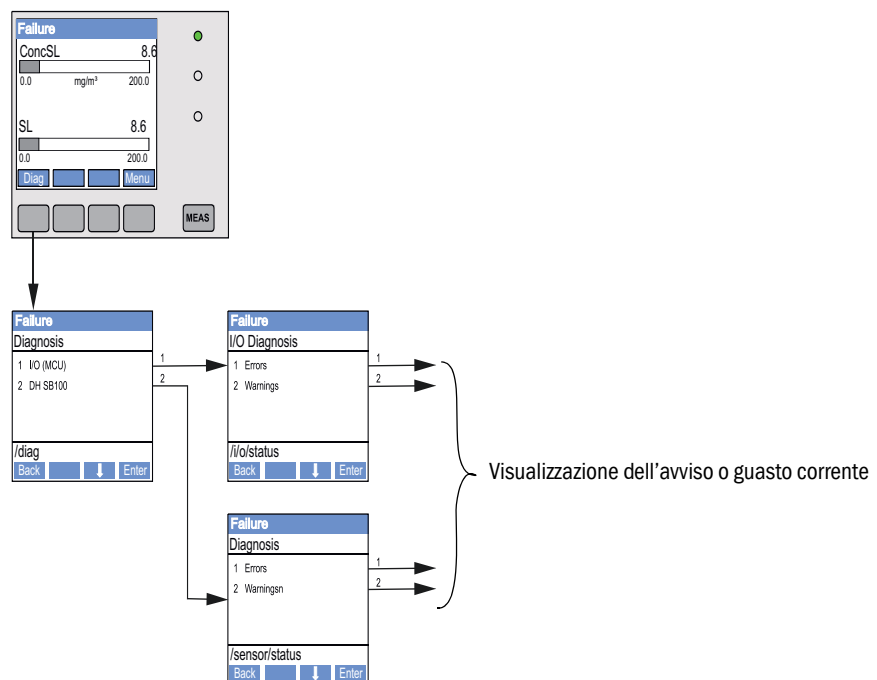 Failure
ConcSL 8.6
0.0 mg/m³ 200.0
SL 8.6
0.0 200.0
Diag Menu
MEAS
Failure
Diagnosis
1 I/O (MCU)
2 DH SB100
/diag
Back Enter
1
2
Failure
I/O Diagnosis
1 Errors
2 Warnings
/i/o/status
Back Enter
1
2
Visualizzazione dell'avviso o guasto corrente
Failure
Diagnosis
1 Errors
2 Warningsn
/sensor/status
Back Enter
1
2